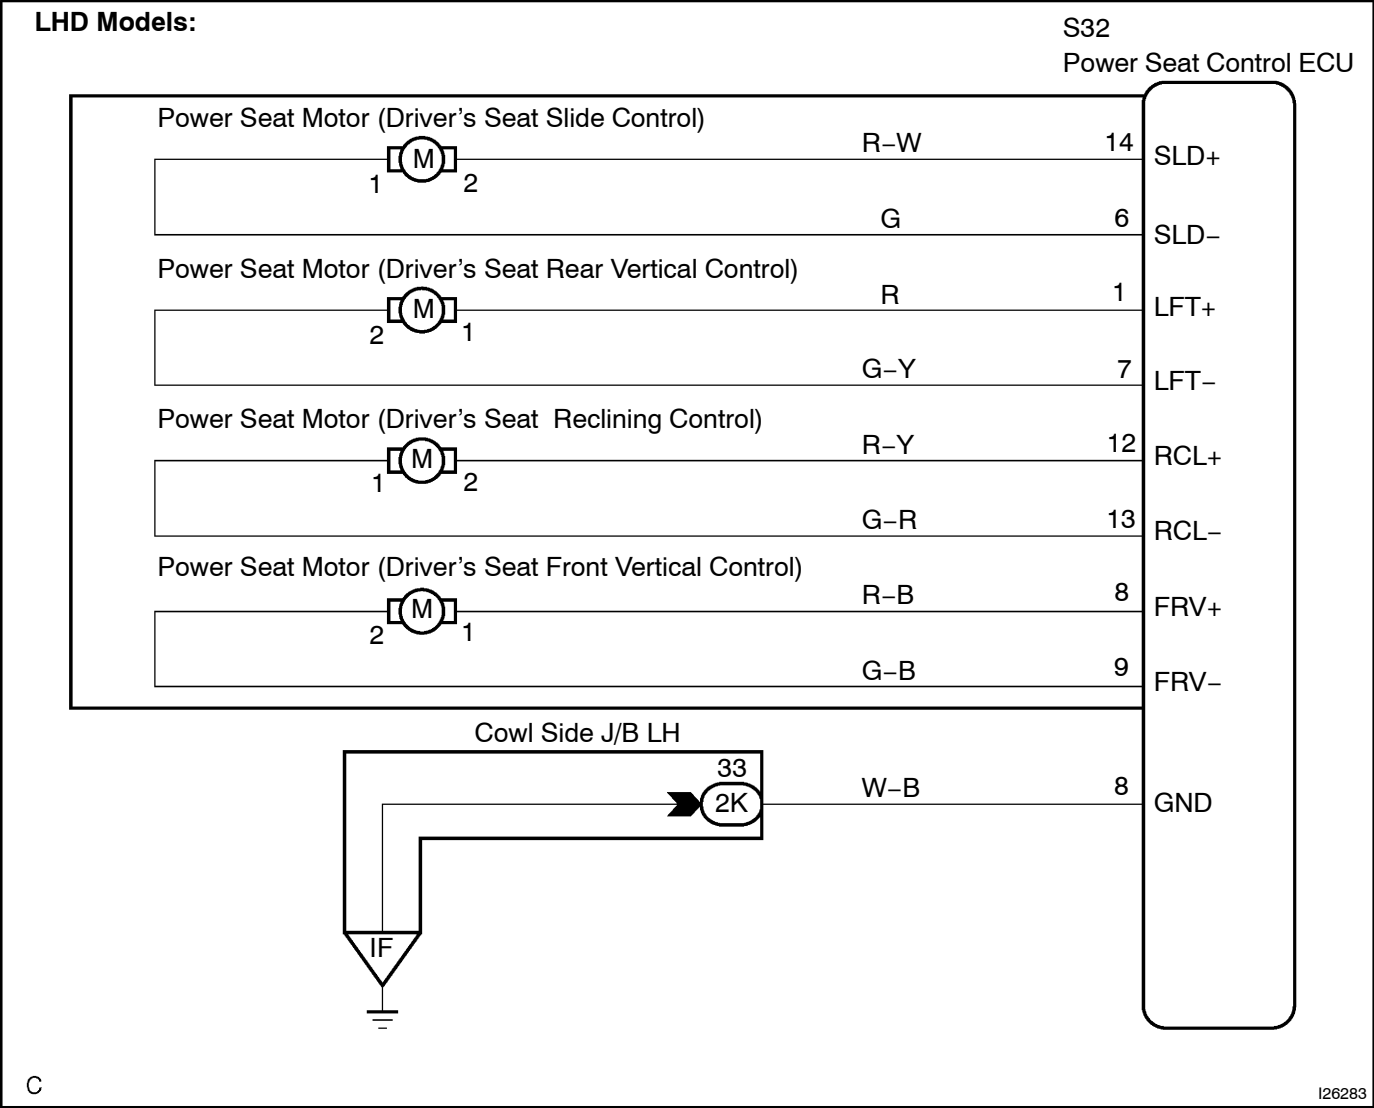 LHD Models:
S32
Power Seat Control ECU
Power Seat Motor (Driver's Seat Slide Control)
M
1
2
R−W
14
SLD+
G
6
SLD−
Power Seat Motor (Driver's Seat Rear Vertical Control)
M
2
1
R
1
LFT+
G−Y
7
LFT−
Power Seat Motor (Driver's Seat  Reclining Control)
M
1
2
R−Y
12
RCL+
G−R
13
RCL−
Power Seat Motor (Driver's Seat Front Vertical Control)
M
2
1
R−B
8
FRV+
G−B
9
FRV−
Cowl Side J/B LH
33
2K
W−B
8
GND
IF
C
I26283